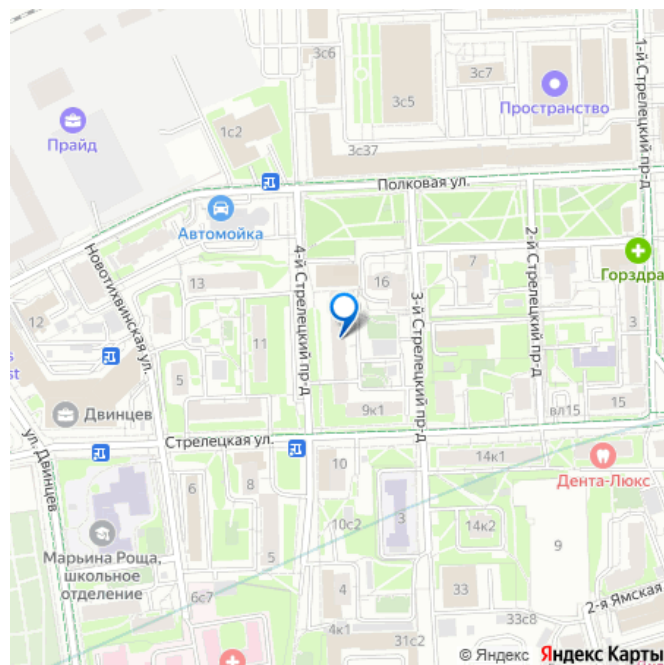 3с6
3с7
3с5
Пространство
1-й Стрелецкий пр-д
Прайд
1с2
3с37
Полковая ул.
Автомойка
Новотихвинская ул.
4-й Стрелецкий пр-д
3-й Стрелецкий пр-д
2-й Стрелецкий пр-д
Горздра
13
16
7
12
11
3
s
st
5
Двинцев
9к1
вл15
15
ул. Двинцев
Стрелецкая ул.
10
14к1
Дента-Люкс
8
6
10с2
3
14к2
9
Марьина Роща,
школьное
отделение
5
6с7
4
33
2-я Ямская
33с8
4к1
31с2
© Яндекс Яндекс Карты